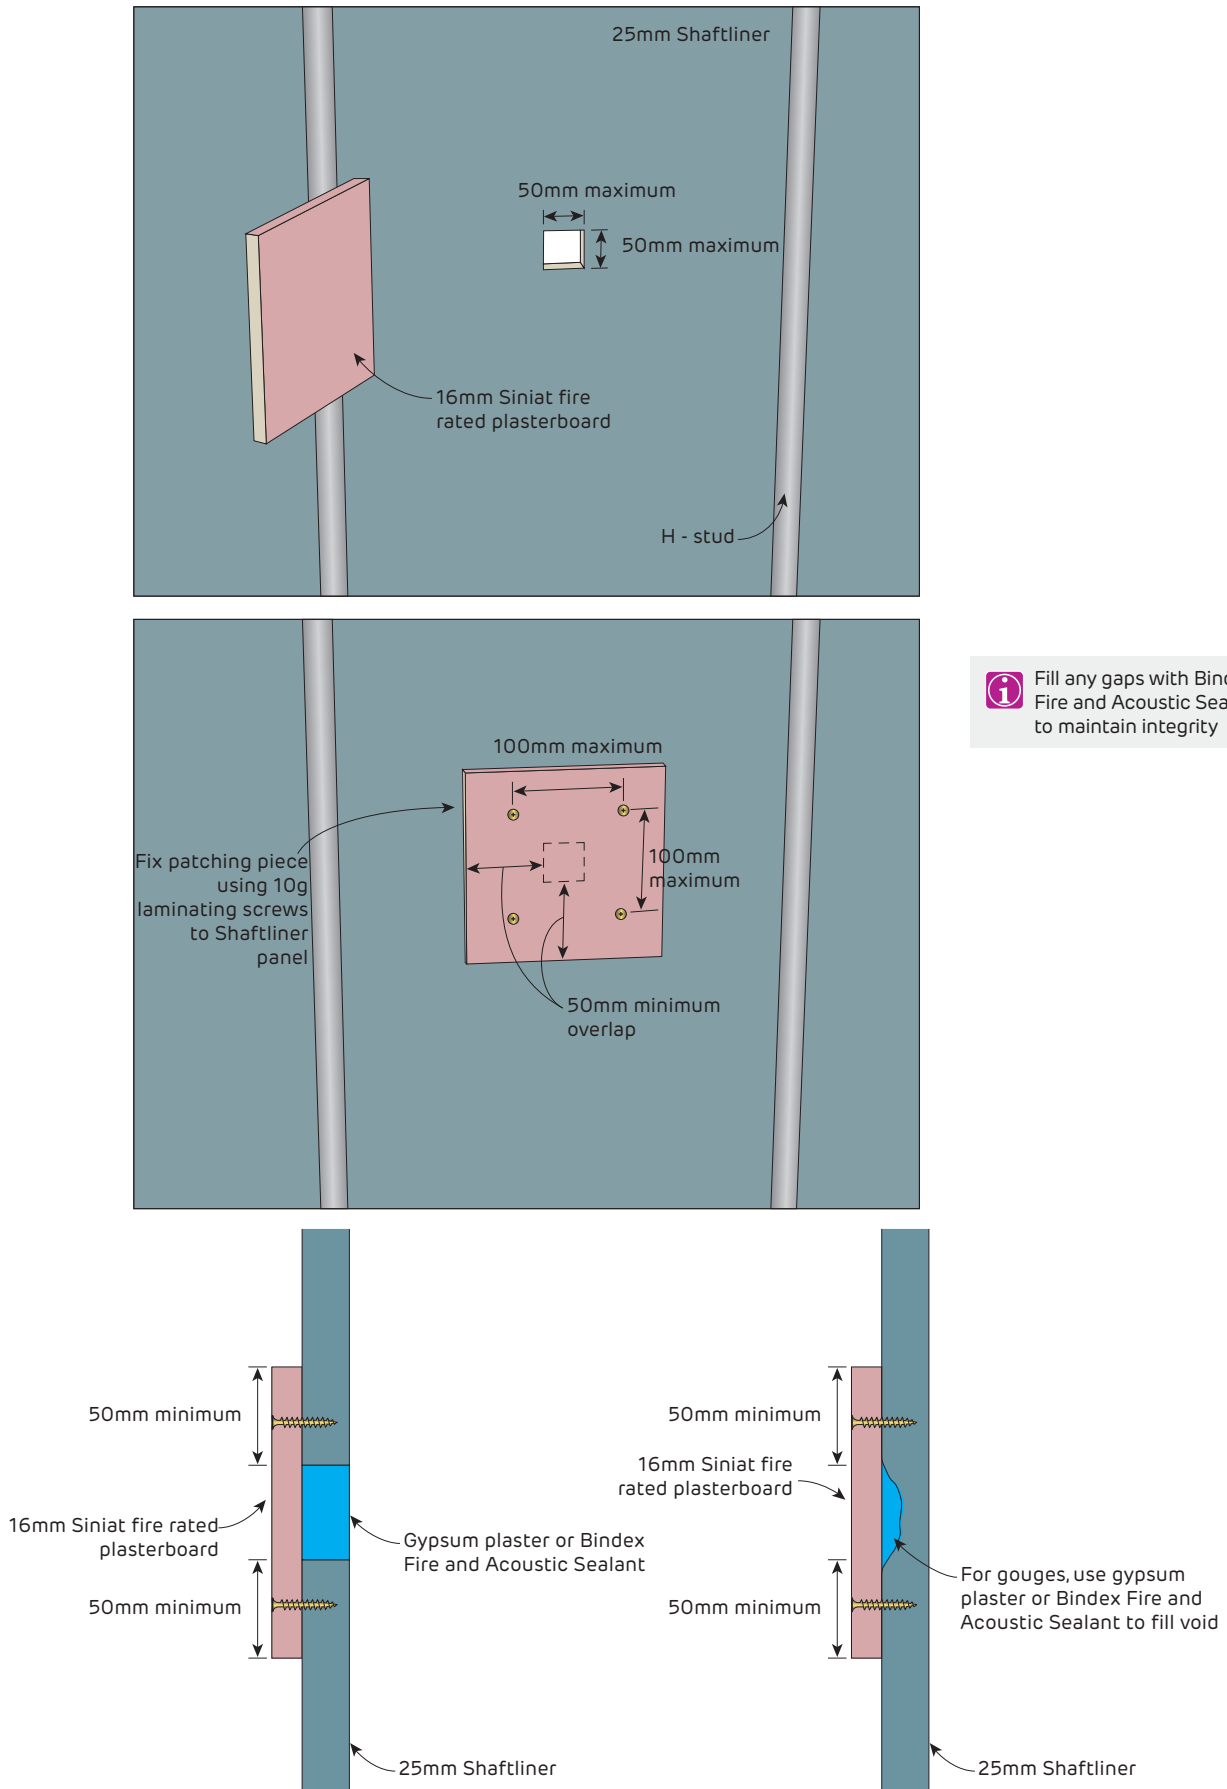 25mm Shaftliner
50mm maximum
50mm maximum
16mm Siniat fire
rated plasterboard
H - stud
Fill any gaps with
Fire and Acoustic
to maintain integrity
100mm maximum
100mm
maximum
Fix patching piece
using 10g
laminating screws
to Shaftliner
panel
50mm minimum
overlap
50mm minimum
16mm Siniat fire rated
plasterboard
50mm minimum
Gypsum plaster or Bindex
Fire and Acoustic Sealant
25mm Shaftliner
50mm minimum
16mm Siniat fire
rated plasterboard
50mm minimum
For gouges, use gypsum
plaster or Bindex Fire and
Acoustic Sealant to fill void
25mm Shaftliner